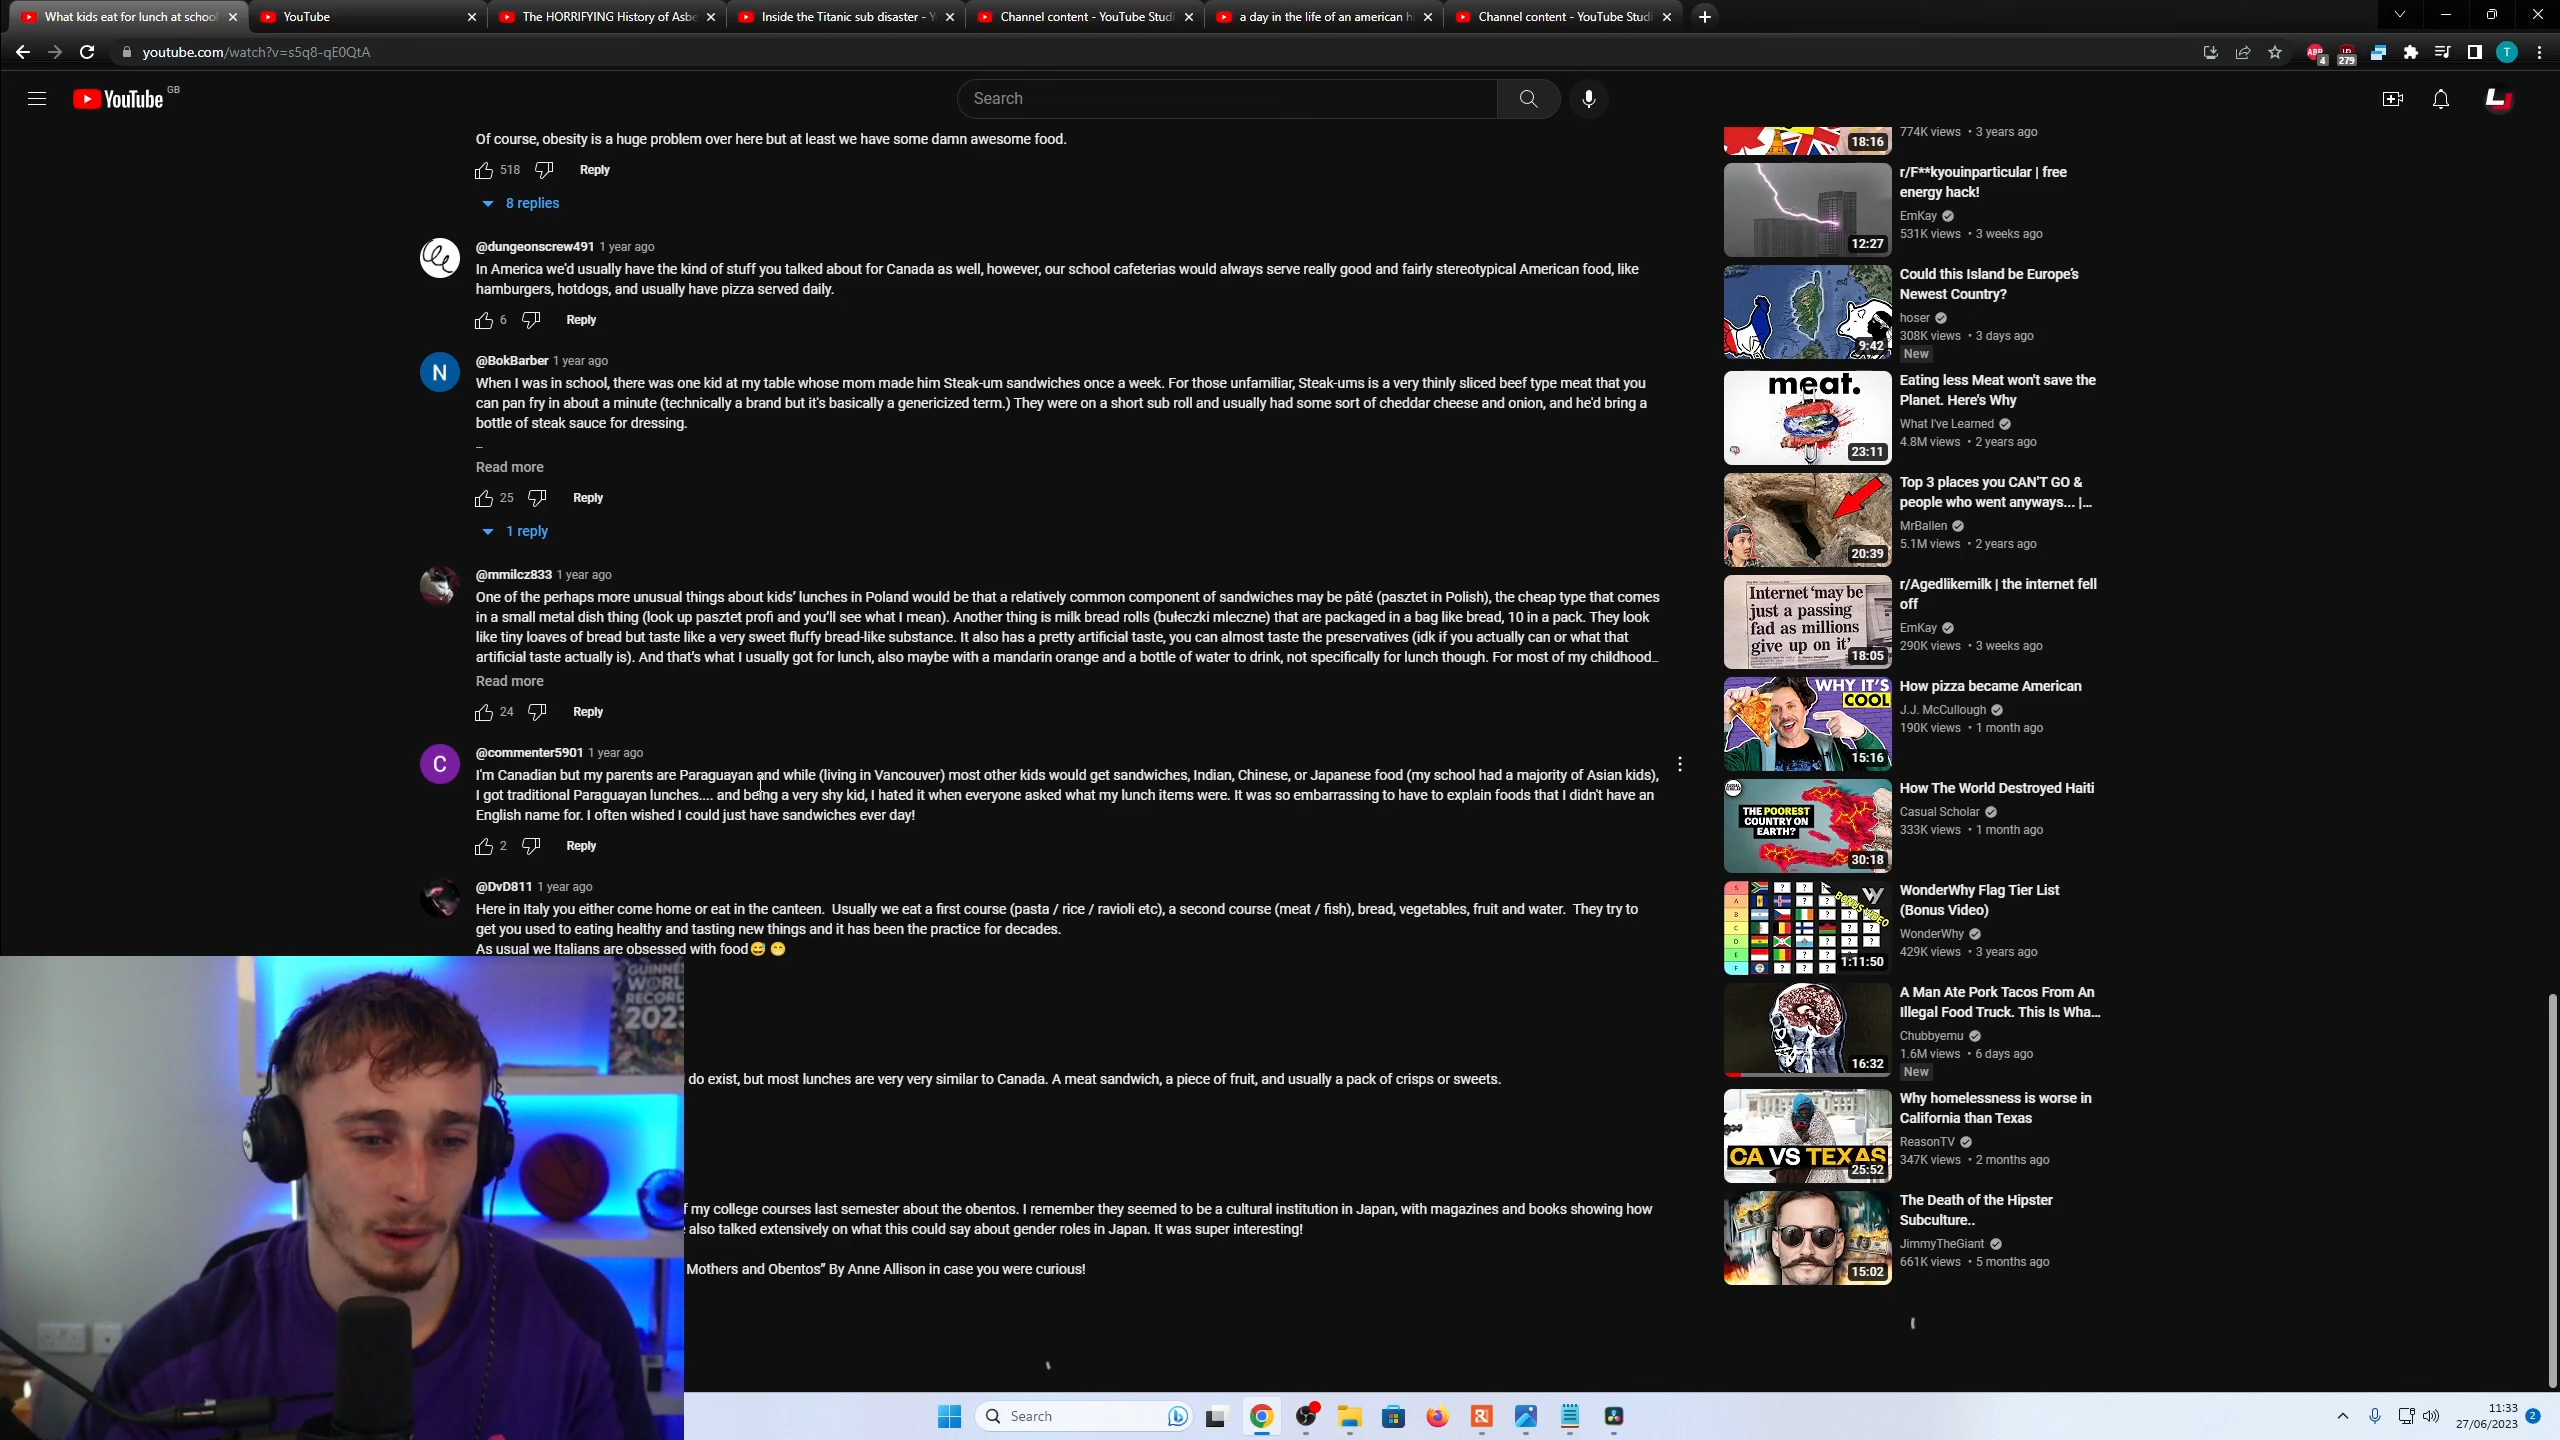 What kids eat for lunch at school
YouTube
The HORRIFYING History of Asbe
Inside the Titanic sub disaster - Y
Channel content - YouTube Studi
a day in the life of an american h
Channel content - YouTube Studi
youtube.com/watch?v=s5q8-qE0QtA
ABP
4
279
T
YouTube GB
Search
Of course, obesity is a huge problem over here but at least we have some damn awesome food.
518
Reply
8 replies
@dungeonscrew491 1 year ago
In America we'd usually have the kind of stuff you talked about for Canada as well, however, our school cafeterias would always serve really good and fairly stereotypical American food, like
hamburgers, hotdogs, and usually have pizza served daily.
6
Reply
N
@BokBarber 1 year ago
When I was in school, there was one kid at my table whose mom made him Steak-um sandwiches once a week. For those unfamiliar, Steak-ums is a very thinly sliced beef type meat that you
can pan fry in about a minute (technically a brand but it's basically a genericized term.) They were on a short sub roll and usually had some sort of cheddar cheese and onion, and he'd bring a
bottle of steak sauce for dressing.
...
Read more
25
Reply
1 reply
@mmilcz833 1 year ago
One of the perhaps more unusual things about kids’ lunches in Poland would be that a relatively common component of sandwiches may be pâté (pasztet in Polish), the cheap type that comes
in a small metal dish thing (look up pasztet profi and you’ll see what I mean). Another thing is milk bread rolls (bułeczki mleczne) that are packaged in a bag like bread, 10 in a pack. They look
like tiny loaves of bread but taste like a very sweet fluffy bread-like substance. It also has a pretty artificial taste, you can almost taste the preservatives (idk if you actually can or what that
artificial taste actually is). And that’s what I usually got for lunch, also maybe with a mandarin orange and a bottle of water to drink, not specifically for lunch though. For most of my childhood...
Read more
24
Reply
C
@commenter5901 1 year ago
I'm Canadian but my parents are Paraguayan and while (living in Vancouver) most other kids would get sandwiches, Indian, Chinese, or Japanese food (my school had a majority of Asian kids),
I got traditional Paraguayan lunches.... and being a very shy kid, I hated it when everyone asked what my lunch items were. It was so embarrassing to have to explain foods that I didn't have an
English name for. I often wished I could just have sandwiches ever day!
2
Reply
@DvD811 1 year ago
Here in Italy you either come home or eat in the canteen. Usually we eat a first course (pasta / rice / ravioli etc), a second course (meat / fish), bread, vegetables, fruit and water. They try to
get you used to eating healthy and tasting new things and it has been the practice for decades.
As usual we Italians are obsessed with food😅 😁
GUINNESS
WORLD
RECORD
2023
do exist, but most lunches are very very similar to Canada. A meat sandwich, a piece of fruit, and usually a pack of crisps or sweets.
f my college courses last semester about the obentos. I remember they seemed to be a cultural institution in Japan, with magazines and books showing how
also talked extensively on what this could say about gender roles in Japan. It was super interesting!
Mothers and Obentos” By Anne Allison in case you were curious!
18:16
774K views • 3 years ago
12:27
r/F**kyouinparticular | free
energy hack!
EmKay
531K views • 3 weeks ago
9:42
Could this Island be Europe's
Newest Country?
hoser
308K views • 3 days ago
New
meat.
23:11
Eating less Meat won't save the
Planet. Here's Why
What I've Learned
4.8M views • 2 years ago
20:39
Top 3 places you CAN'T GO &
people who went anyways... |...
MrBallen
5.1M views • 2 years ago
Internet 'may be
just a passing
fad as millions
give up on it'
18:05
r/Agedlikemilk | the internet fell
off
EmKay
290K views • 3 weeks ago
WHY IT'S
COOL
15:16
How pizza became American
J.J. McCullough
190K views • 1 month ago
THE POOREST
COUNTRY ON
EARTH?
30:18
How The World Destroyed Haiti
Casual Scholar
333K views • 1 month ago
S
A
B
C
D
E
F
BONUS VIDEO
1:11:50
WonderWhy Flag Tier List
(Bonus Video)
WonderWhy
429K views • 3 years ago
16:32
A Man Ate Pork Tacos From An
Illegal Food Truck. This Is Wha...
Chubbyemu
1.6M views • 6 days ago
New
CA VS TEXAS
25:52
Why homelessness is worse in
California than Texas
ReasonTV
347K views • 2 months ago
15:02
The Death of the Hipster
Subculture..
JimmyTheGiant
661K views • 5 months ago
Search
11:33
27/06/2023
2